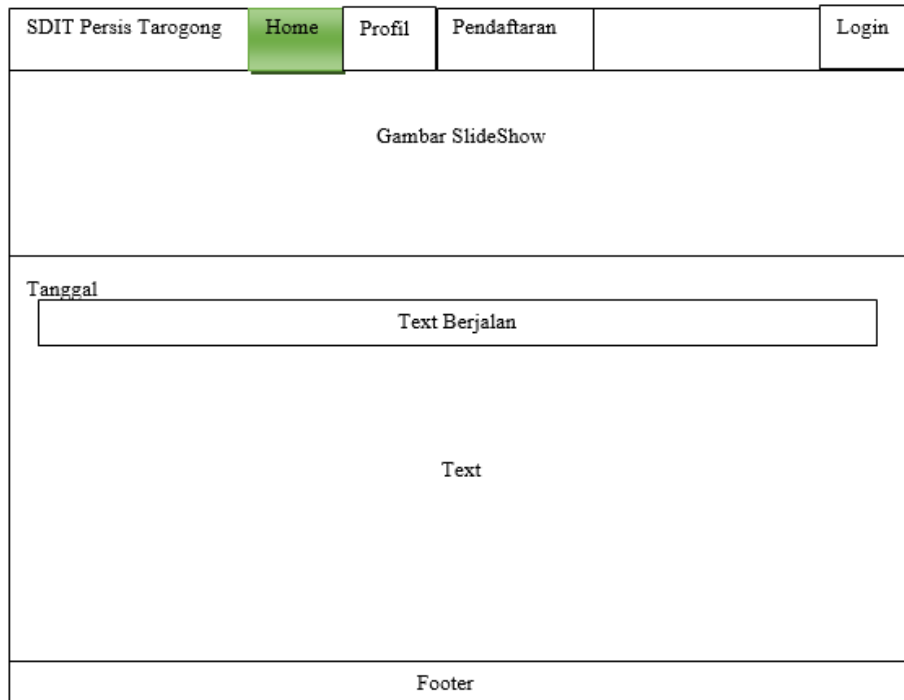 SDIT Persis Tarogong
Home
Profil
Pendaftaran
Login
Gambar SlideShow
Tanggal
Text Berjalan
Text
Footer